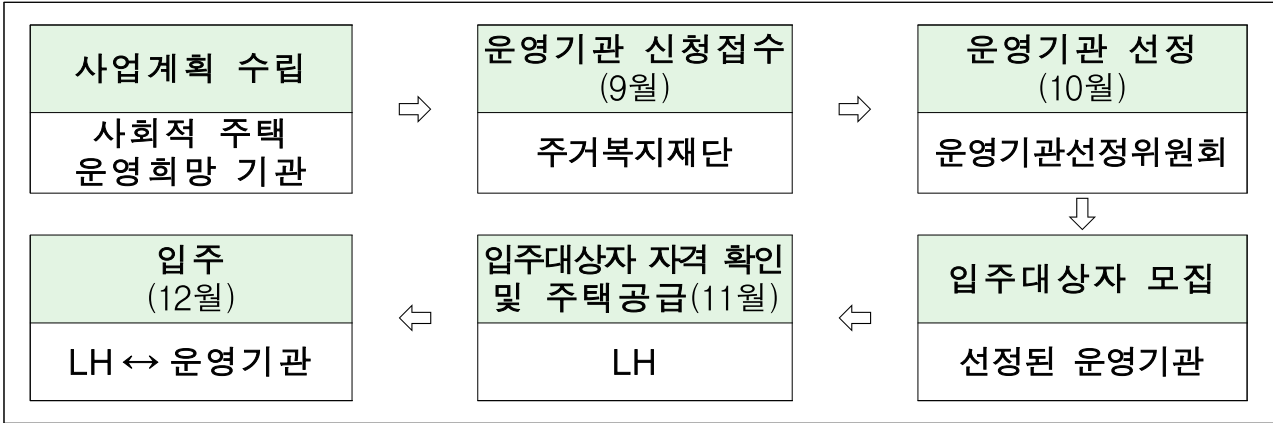 사업계획 수립
사회적 주택
운영희망 기관
⇨
운영기관 신청접수
(9월)
주거복지재단
⇨
운영기관 선정
(10월)
운영기관선정위원회
⇩
입주대상자 모집
선정된 운영기관
⇦
입주대상자 자격 확인
및 주택공급(11월)
LH
⇦
입주
(12월)
LH ↔ 운영기관